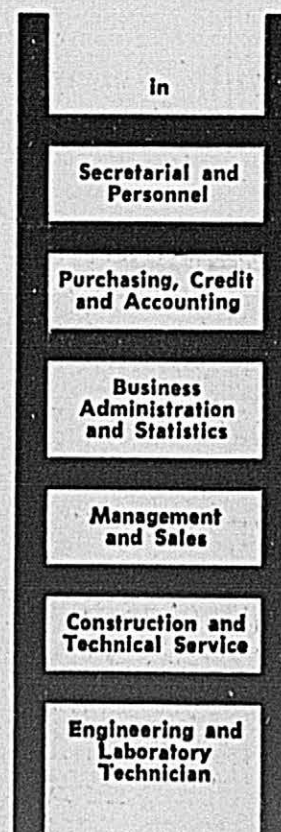 in
Secretarial and
Personnel
Purchasing, Credit
and Accounting
Business
Administration
and Statistics
Management
and Sales
Construction and
Technical Service
Engineering and
Laboratory
Technician